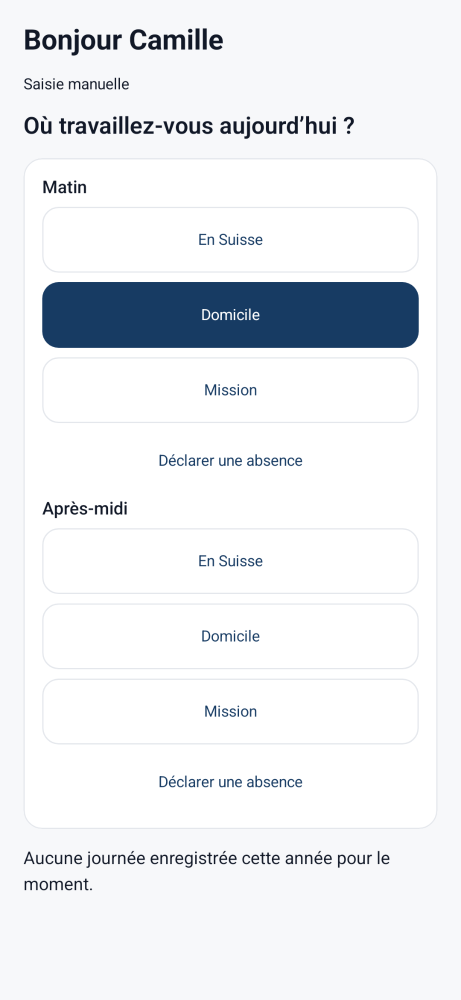 Bonjour Camille
Saisie manuelle
Où travaillez-vous aujourd’hui ?
Matin
En Suisse
Domicile
Mission
Déclarer une absence
Après-midi
En Suisse
Domicile
Mission
Déclarer une absence
Aucune journée enregistrée cette année pour le
moment.